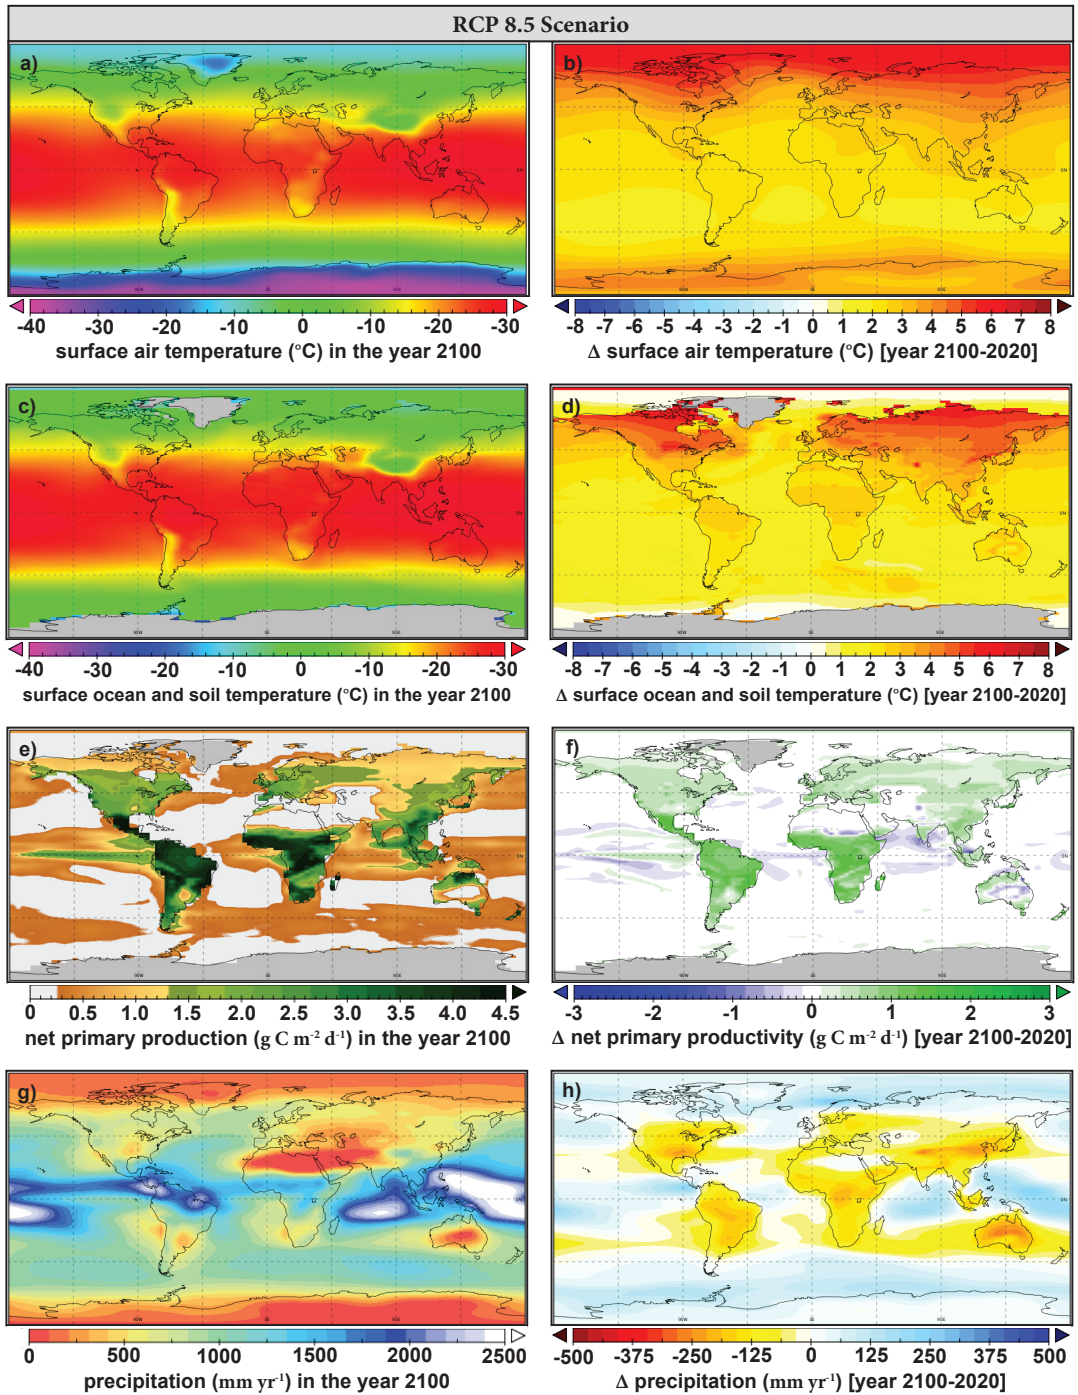 RCP 8.5 Scenario
a)
b)
-40 -30 -20 -10 0 -10 -20 -30
surface air temperature (°C) in the year 2100
-8 -7 -6 -5 -4 -3 -2 -1 0 1 2 3 4 5 6 7 8
Δ surface air temperature (°C) [year 2100-2020]
c)
d)
-40 -30 -20 -10 0 -10 -20 -30
surface ocean and soil temperature (°C) in the year 2100
-8 -7 -6 -5 -4 -3 -2 -1 0 1 2 3 4 5 6 7 8
Δ surface ocean and soil temperature (°C) [year 2100-2020]
e)
f)
0 0.5 1.0 1.5 2.0 2.5 3.0 3.5 4.0 4.5
net primary production (g C m⁻² d⁻¹) in the year 2100
-3 -2 -1 0 1 2 3
Δ net primary productivity (g C m⁻² d⁻¹) [year 2100-2020]
g)
h)
0 500 1000 1500 2000 2500
precipitation (mm yr⁻¹) in the year 2100
-500 -375 -250 -125 0 125 250 375 500
Δ precipitation (mm yr⁻¹) [year 2100-2020]